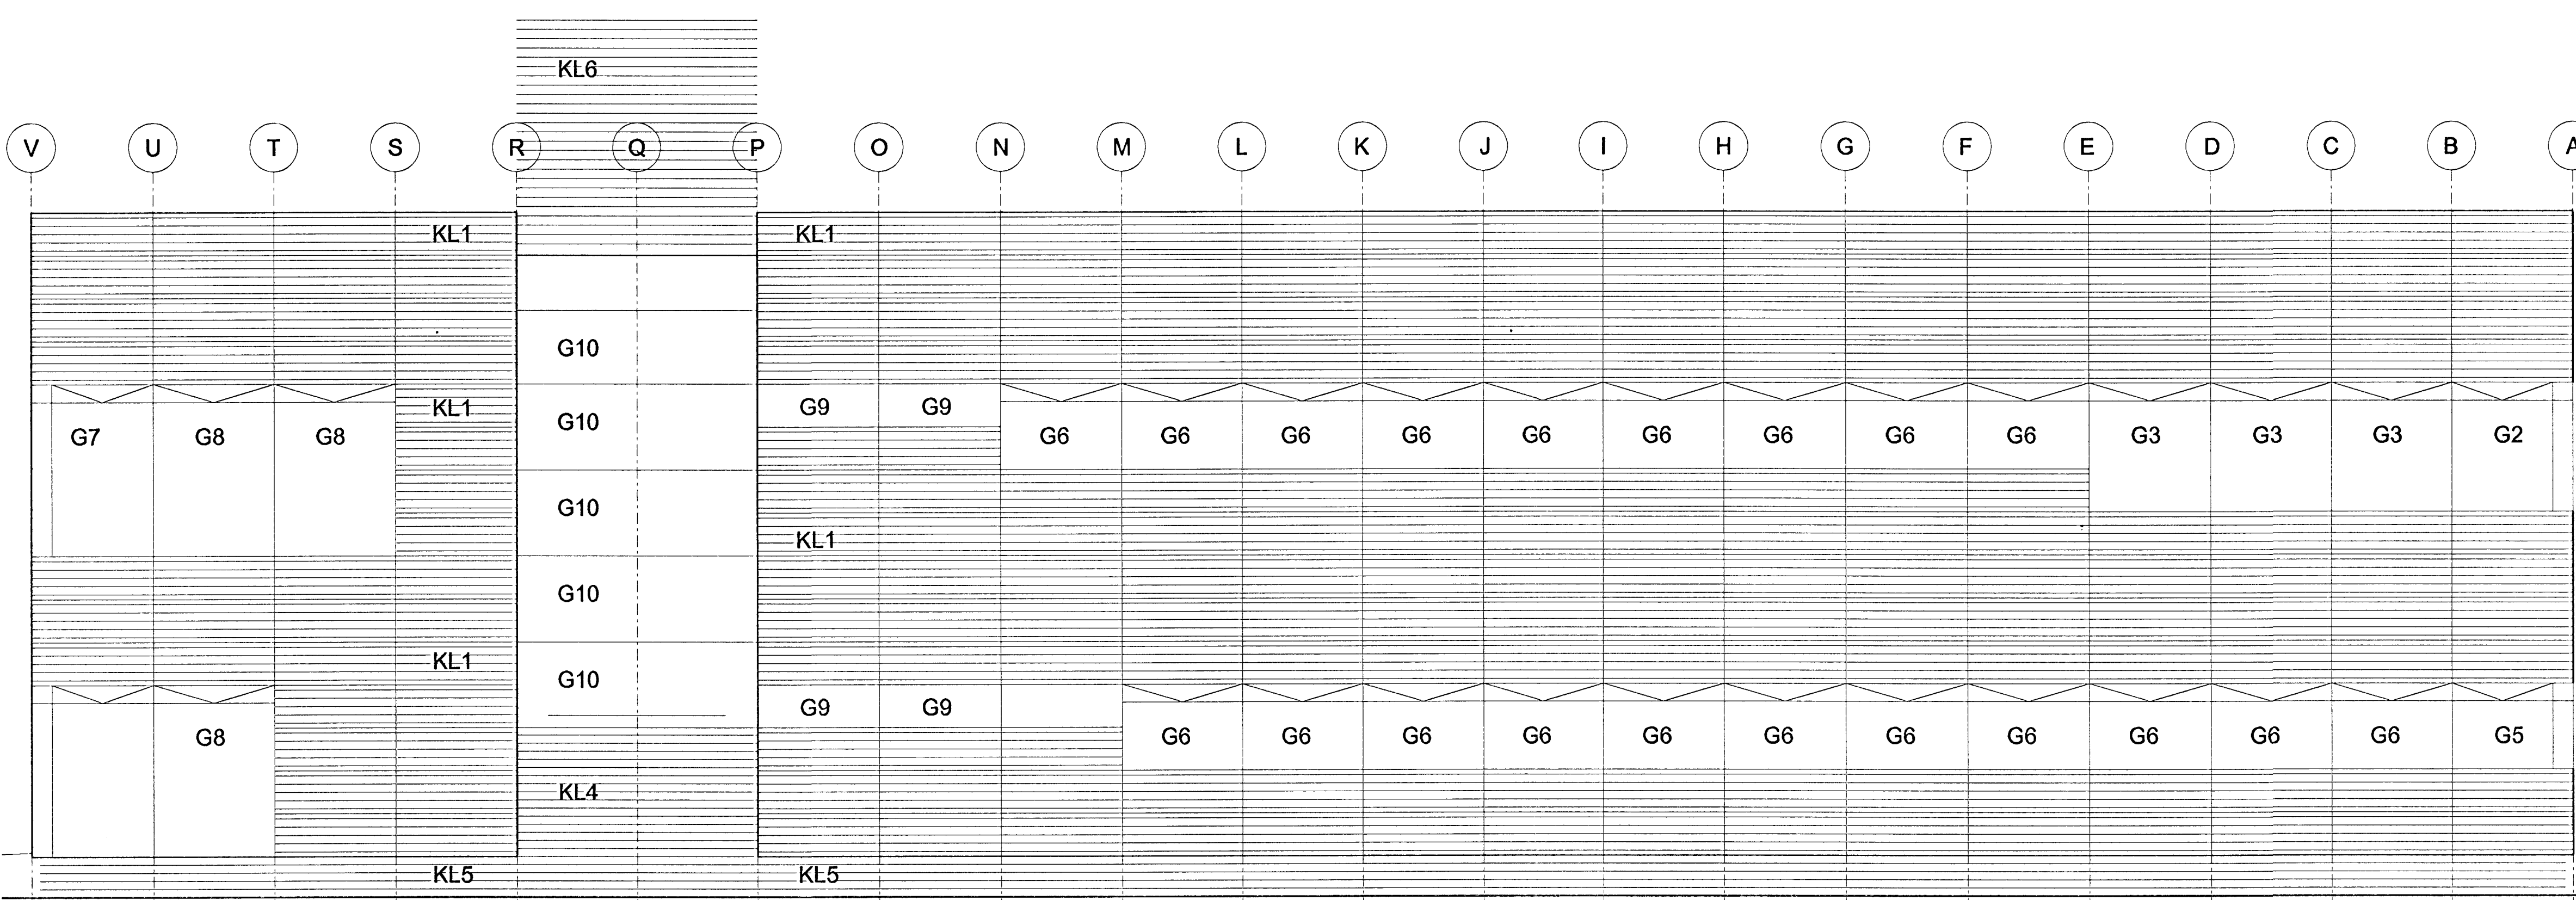 KL6
V U T S R Q P O N M L K J I H G F E D C B A
KL1 KL1
G10
KL1 G10 G9 G9
G7 G8 G8 G6 G6 G6 G6 G6 G6 G6 G6 G6 G3 G3 G3 G2
G10
KL1
G10
KL1
G10
G9 G9
G8 G6 G6 G6 G6 G6 G6 G6 G6 G6 G6 G6 G5
KL4
KL5 KL5